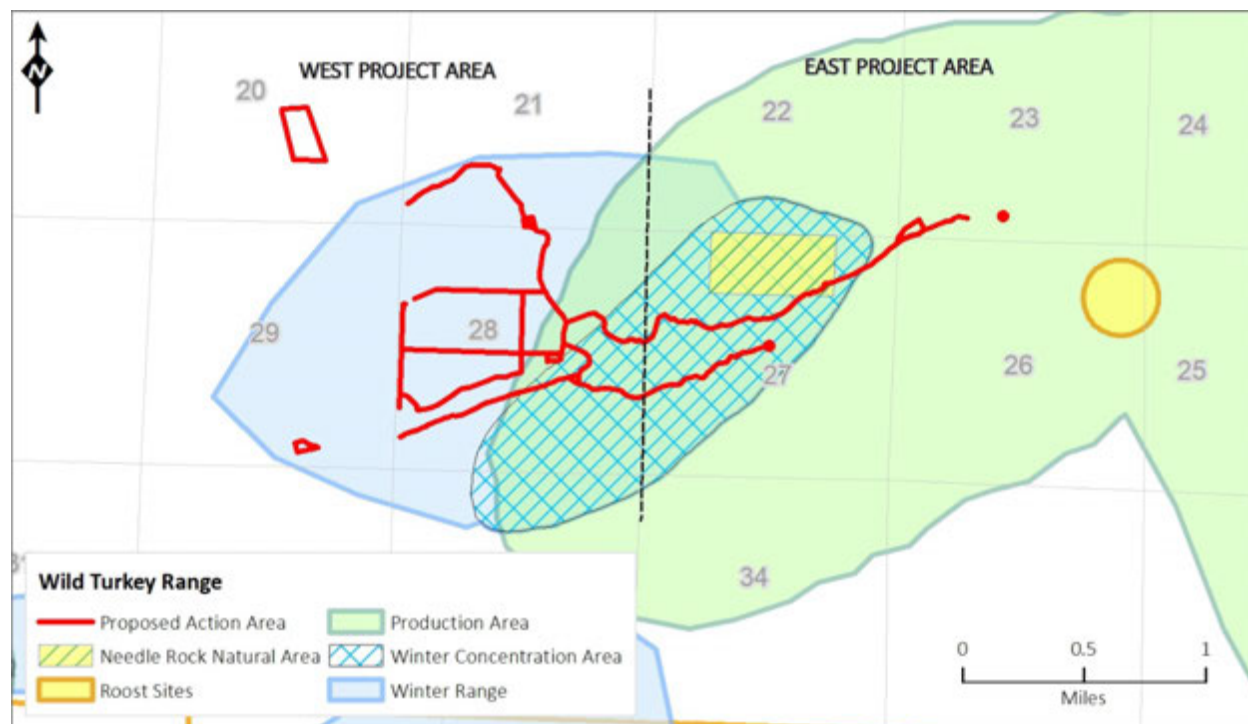 N
WEST PROJECT AREA
EAST PROJECT AREA
20
21
22
23
24
29
28
27
26
25
34
Wild Turkey Range
Proposed Action Area
Production Area
Needle Rock Natural Area
Winter Concentration Area
Roost Sites
Winter Range
0 0.5 1
Miles